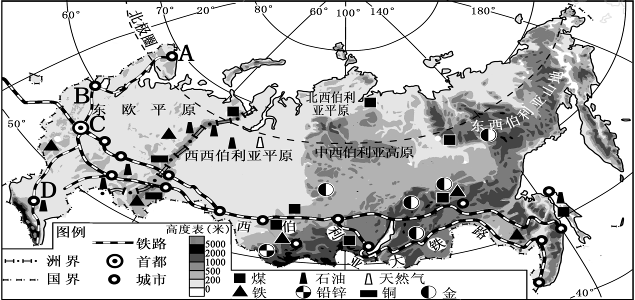 60°
70°
20°
60° 80°
100°
140°
180°
北极圈
A
B
东欧平原
C
50°
北西伯利
亚平原
东西伯利亚山地
西西伯利亚平原
中西伯利亚高原
D
西伯利亚大铁路
图例
铁路
洲界
首都
国界
城市
高度表(米)
5000
2000
1000
500
200
0
煤
石油
天然气
铁
铅锌
铜
金
40°